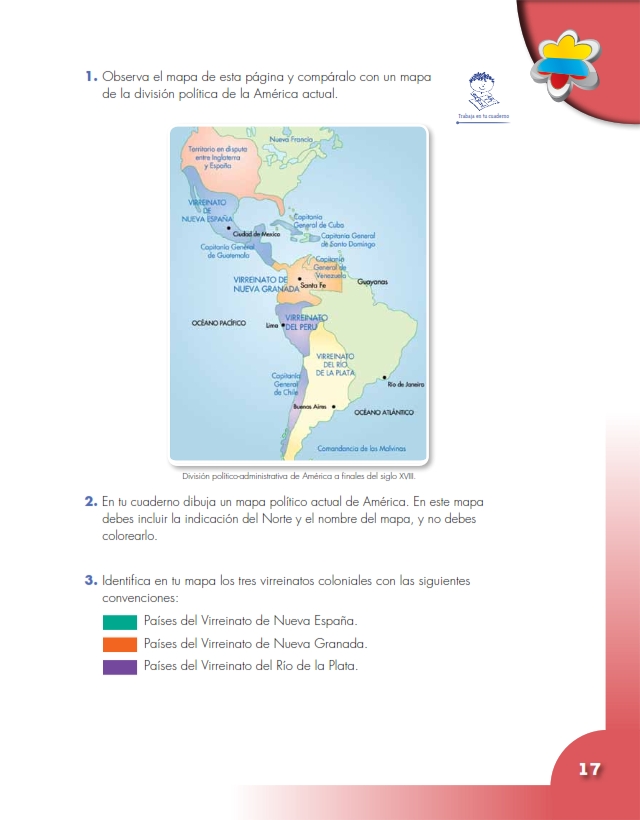 1. Observa el mapa de esta página y compáralo con un mapa
de la división política de la América actual.
Trabaja en tu cuaderno
Nueva Francia
Territorio en disputa
entre Inglaterra
y España
VIRREINATO
DE
NUEVA ESPAÑA
Ciudad de Mexico
Capitanía
General de Cuba
Capitanía General
de Santo Domingo
Capitanía General
de Guatemala
Capitanía
General de
Venezuela
VIRREINATO DE
NUEVA GRANADA
Santa Fe
Guayanas
OCÉANO PACÍFICO
Lima
VIRREINATO
DEL PERÚ
VIRREINATO
DEL RÍO
DE LA PLATA
Capitanía
General
de Chile
Río de Janeiro
Buenos Aires
OCÉANO ATLÁNTICO
Comandancia de las Malvinas
División político-administrativa de América a finales del siglo XVIII.
2. En tu cuaderno dibuja un mapa político actual de América. En este mapa
debes incluir la indicación del Norte y el nombre del mapa, y no debes
colorearlo.
3. Identifica en tu mapa los tres virreinatos coloniales con las siguientes
convenciones:
Países del Virreinato de Nueva España.
Países del Virreinato de Nueva Granada.
Países del Virreinato del Río de la Plata.
17